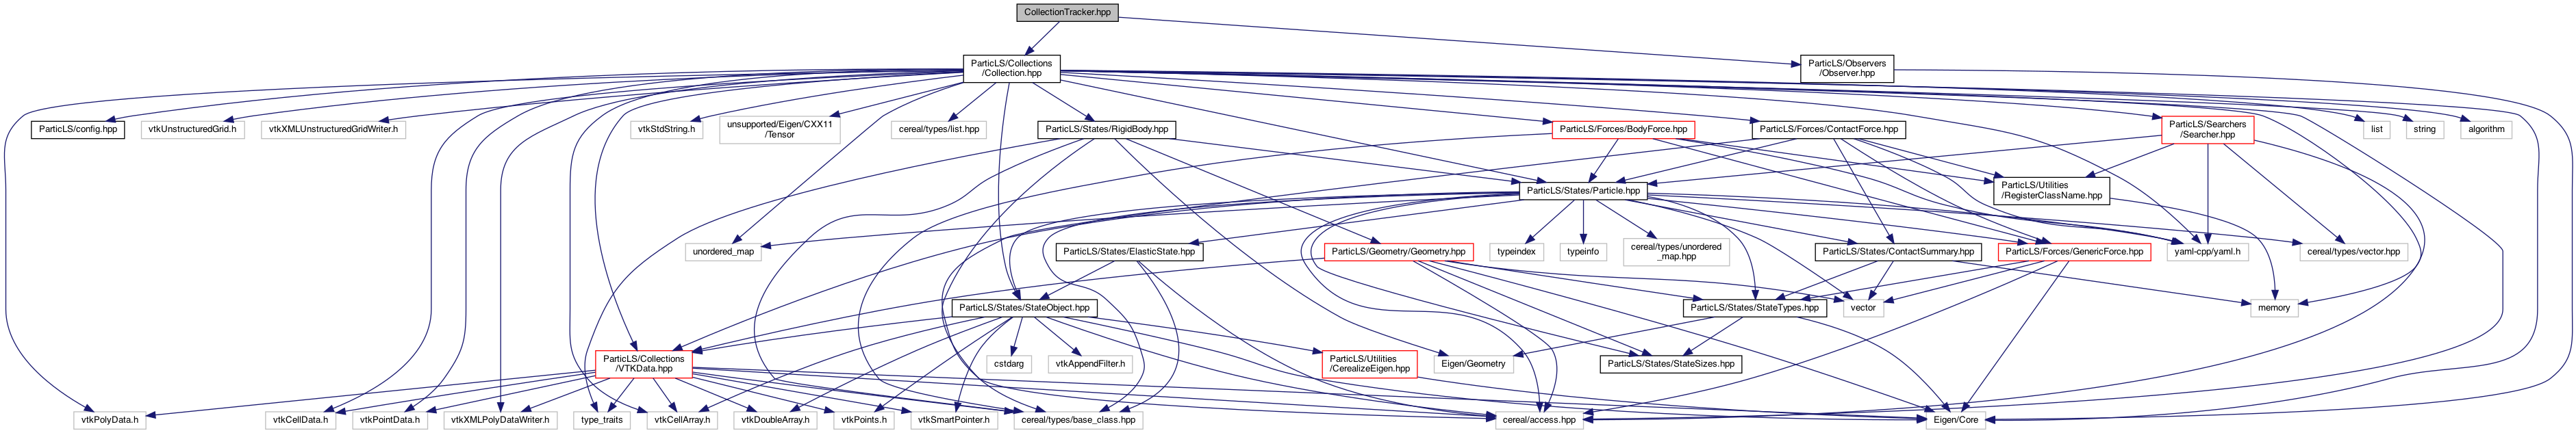 CollectionTracker.hpp
ParticLS/Collections
/Collection.hpp
ParticLS/Observers
/Observer.hpp
ParticLS/config.hpp
vtkUnstructuredGrid.h
vtkXMLUnstructuredGridWriter.h
vtkStdString.h
unsupported/Eigen/CXX11
/Tensor
cereal/types/list.hpp
ParticLS/States/RigidBody.hpp
ParticLS/Forces/BodyForce.hpp
ParticLS/Forces/ContactForce.hpp
ParticLS/Searchers
/Searcher.hpp
list
string
algorithm
ParticLS/States/Particle.hpp
ParticLS/Utilities
/RegisterClassName.hpp
unordered_map
ParticLS/States/ElasticState.hpp
ParticLS/Geometry/Geometry.hpp
typeindex
typeinfo
cereal/types/unordered
_map.hpp
ParticLS/States/ContactSummary.hpp
ParticLS/Forces/GenericForce.hpp
yaml-cpp/yaml.h
cereal/types/vector.hpp
ParticLS/States/StateObject.hpp
ParticLS/States/StateTypes.hpp
vector
memory
ParticLS/Collections
/VTKData.hpp
cstdarg
vtkAppendFilter.h
ParticLS/Utilities
/CerealizeEigen.hpp
Eigen/Geometry
ParticLS/States/StateSizes.hpp
vtkPolyData.h
vtkCellData.h
vtkPointData.h
vtkXMLPolyDataWriter.h
type_traits
vtkCellArray.h
vtkDoubleArray.h
vtkPoints.h
vtkSmartPointer.h
cereal/types/base_class.hpp
cereal/access.hpp
Eigen/Core